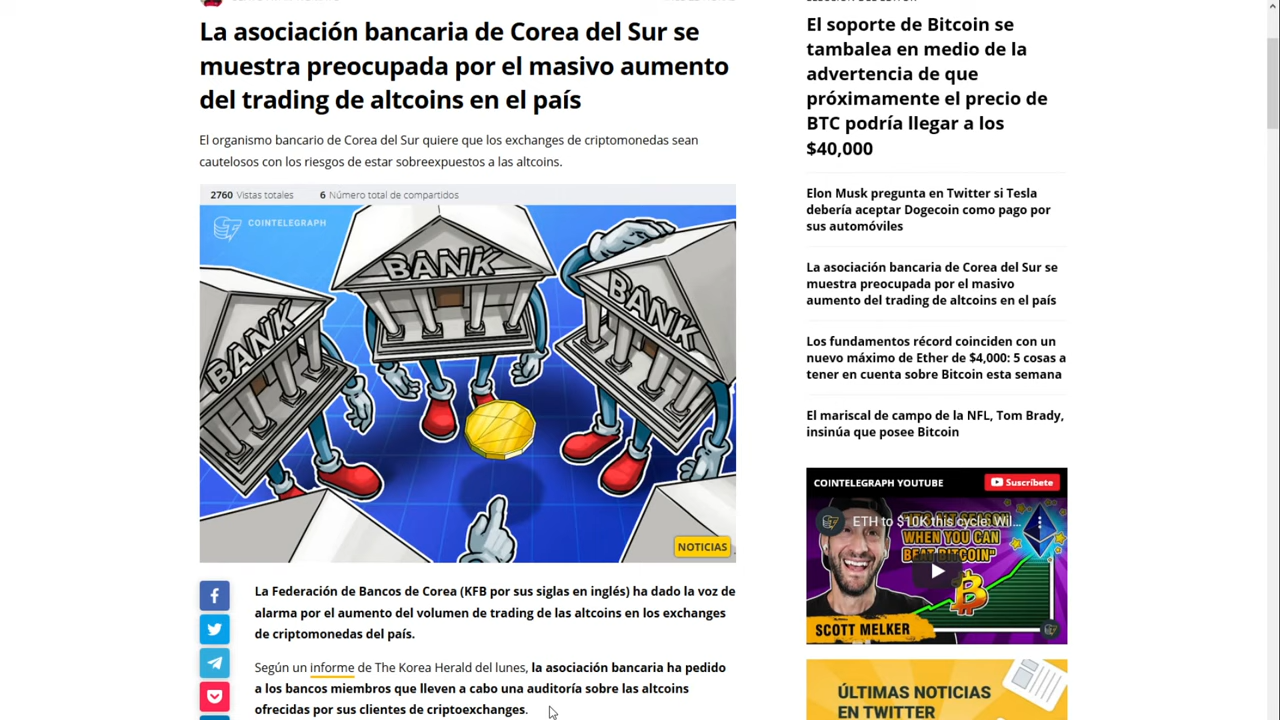 La asociación bancaria de Corea del Sur se
muestra preocupada por el masivo aumento
del trading de altcoins en el país
El organismo bancario de Corea del Sur quiere que los exchanges de criptomonedas sean
cautelosos con los riesgos de estar sobreexpuestos a las altcoins.
2760 Vistas totales
6 Número total de compartidos
COINTELEGRAPH
BANK
BANK
BANK
NOTICIAS
La Federación de Bancos de Corea (KFB por sus siglas en inglés) ha dado la voz de
alarma por el aumento del volumen de trading de las altcoins en los exchanges
de criptomonedas del país.
Según un informe de The Korea Herald del lunes, la asociación bancaria ha pedido
a los bancos miembros que lleven a cabo una auditoría sobre las altcoins
ofrecidas por sus clientes de criptoexchanges.
El soporte de Bitcoin se
tambalea en medio de la
advertencia de que
próximamente el precio de
BTC podría llegar a los
$40,000
Elon Musk pregunta en Twitter si Tesla
debería aceptar Dogecoin como pago por
sus automóviles
La asociación bancaria de Corea del Sur se
muestra preocupada por el masivo
aumento del trading de altcoins en el país
Los fundamentos récord coinciden con un
nuevo máximo de Ether de $4,000: 5 cosas a
tener en cuenta sobre Bitcoin esta semana
El mariscal de campo de la NFL, Tom Brady,
insinúa que posee Bitcoin
COINTELEGRAPH YOUTUBE
Suscríbete
ETH to $10K this cycle. Wil...
WHEN YOU CAN
BEAT BITCOIN"
SCOTT MELKER
ÚLTIMAS NOTICIAS
EN TWITTER